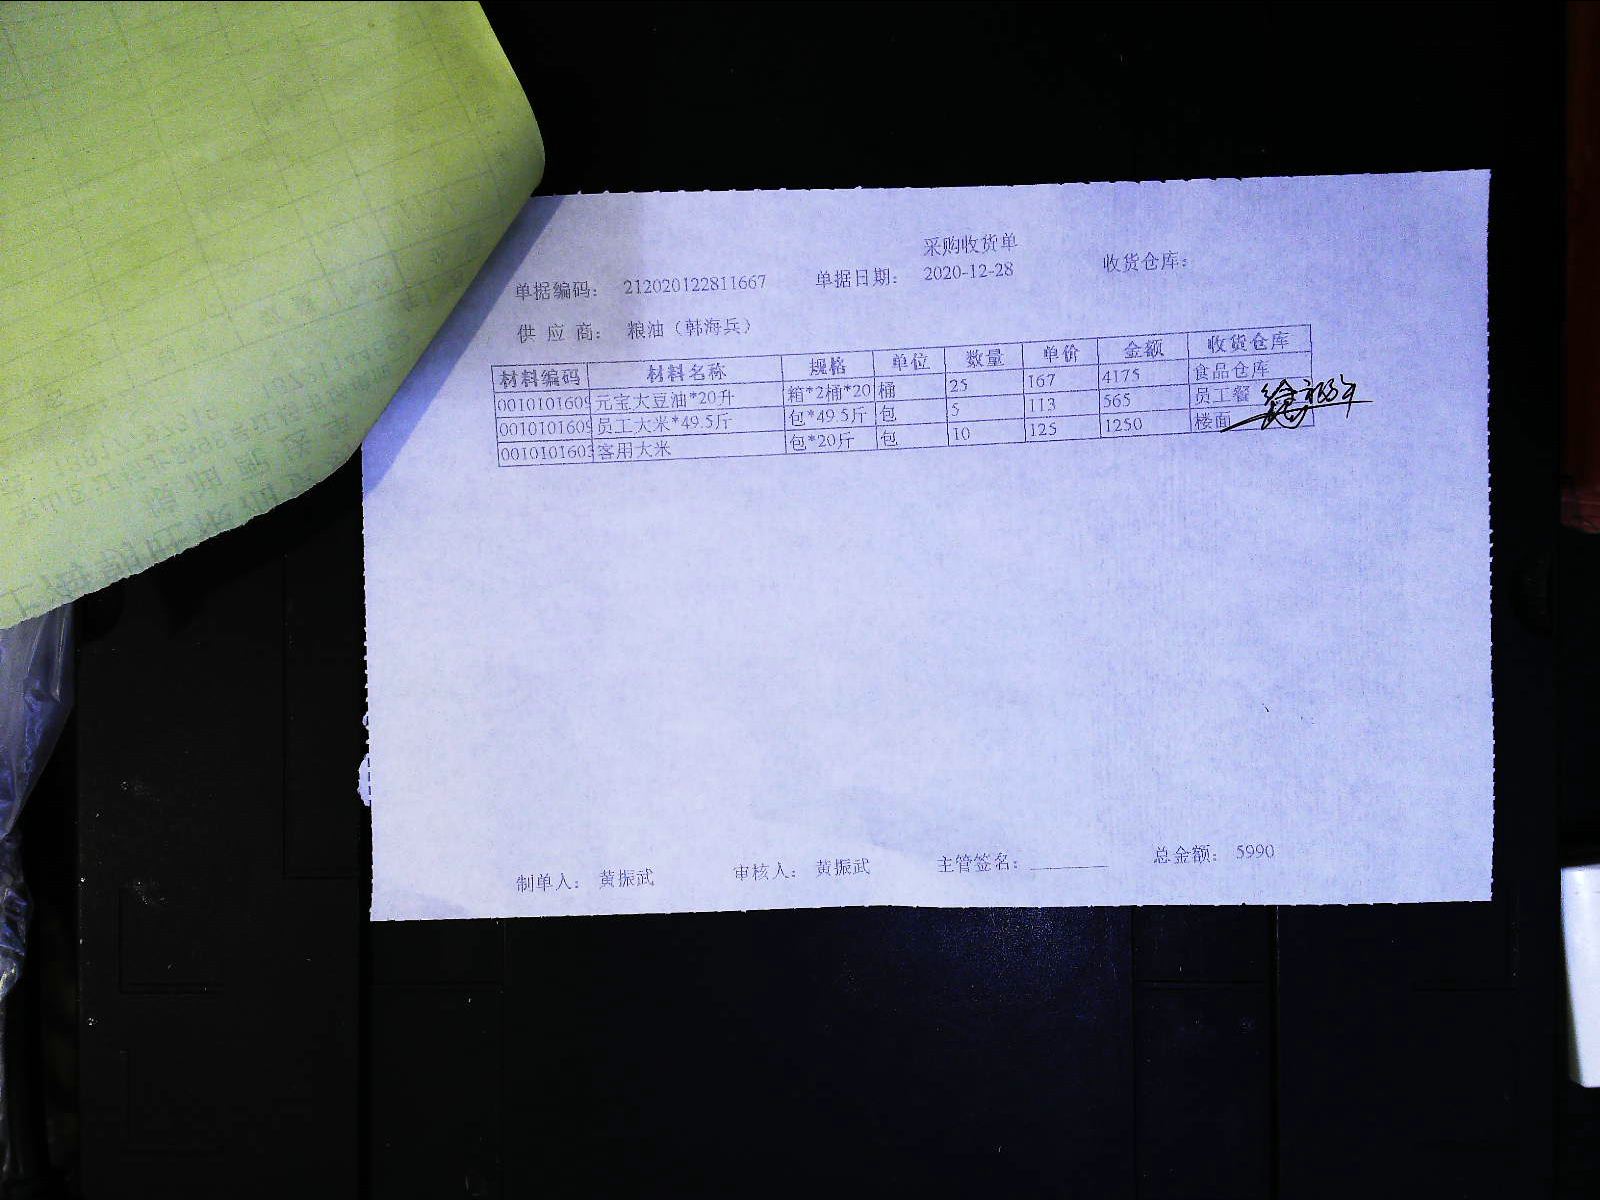 采购收货单
单据编码： 212020122811667 单据日期： 2020-12-28 收货仓库：
供 应 商： 粮油（韩海兵）
材料编码 材料名称 规格 单位 数量 单价 金额 收货仓库
0010101609 元宝大豆油*20升 箱*2桶*20 桶 25 167 4175 食品仓库
0010101609 员工大米*49.5斤 包*49.5斤 包 5 113 565 员工餐
0010101603 客用大米 包*20斤 包 10 125 1250 楼面
制单人： 黄振武 审核人： 黄振武 主管签名： 总金额： 5990